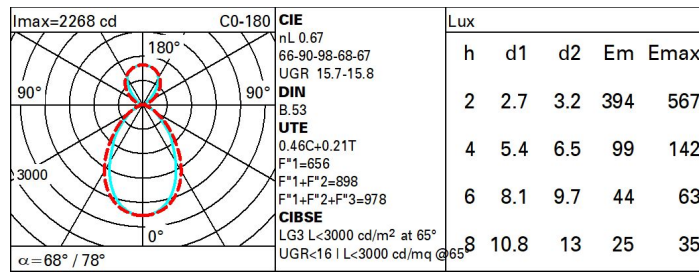 Imax=2268 cd C0-180
180°
90° 90°
3000
0°
α=68° / 78°
CIE
nL 0.67
66-90-98-68-67
UGR 15.7-15.8
DIN
B.53
UTE
0.46C+0.21T
F"1=656
F"1+F"2=898
F"1+F"2+F"3=978
CIBSE
LG3 L<3000 cd/m² at 65°
UGR<16 | L<3000 cd/mq @65°
Lux
h d1 d2 Em Emax
2 2.7 3.2 394 567
4 5.4 6.5 99 142
6 8.1 9.7 44 63
8 10.8 13 25 35